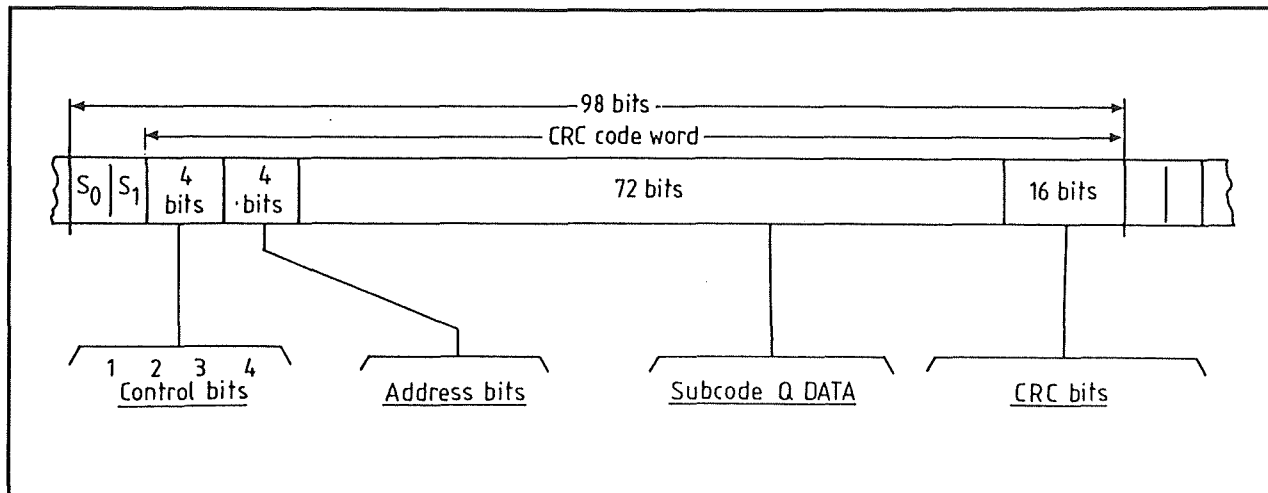 98 bits
CRC code word
S0 S1 4 bits 4 bits 72 bits 16 bits
1 2 3 4
Control bits Address bits Subcode Q DATA CRC bits